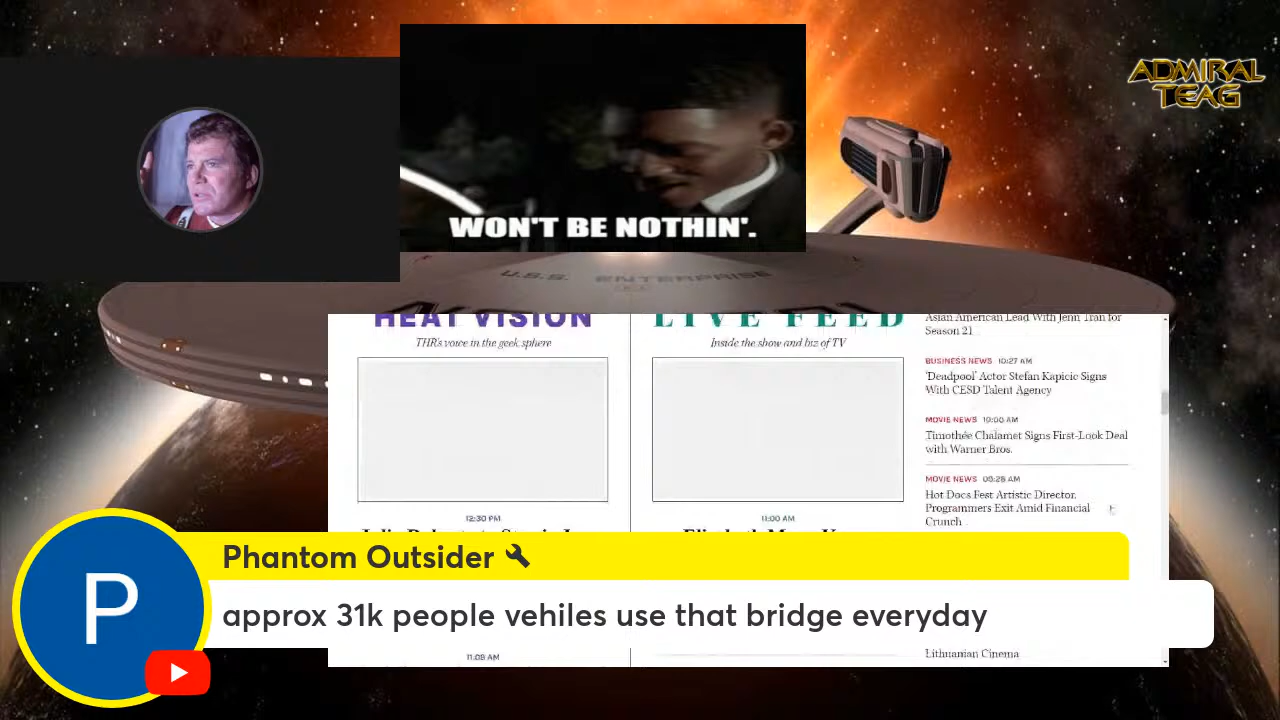 ADMIRAL
TEAG
WON'T BE NOTHIN'.
U.S.S. ENTERPRISE
HEAT VISION
THR's voice in the geek sphere
12:30 PM
11:09 AM
LIVE FEED
Inside the show and biz of TV
11:00 AM
Asian American Lead With Jenn Tran for
Season 21
BUSINESS NEWS 10:27 AM
'Deadpool' Actor Stefan Kapicic Signs
With CESD Talent Agency
MOVIE NEWS 10:00 AM
Timothée Chalamet Signs First-Look Deal
with Warner Bros.
MOVIE NEWS 09:28 AM
Hot Docs Fest Artistic Director,
Programmers Exit Amid Financial
Crunch
Lithuanian Cinema
P
Phantom Outsider
approx 31k people vehiles use that bridge everyday